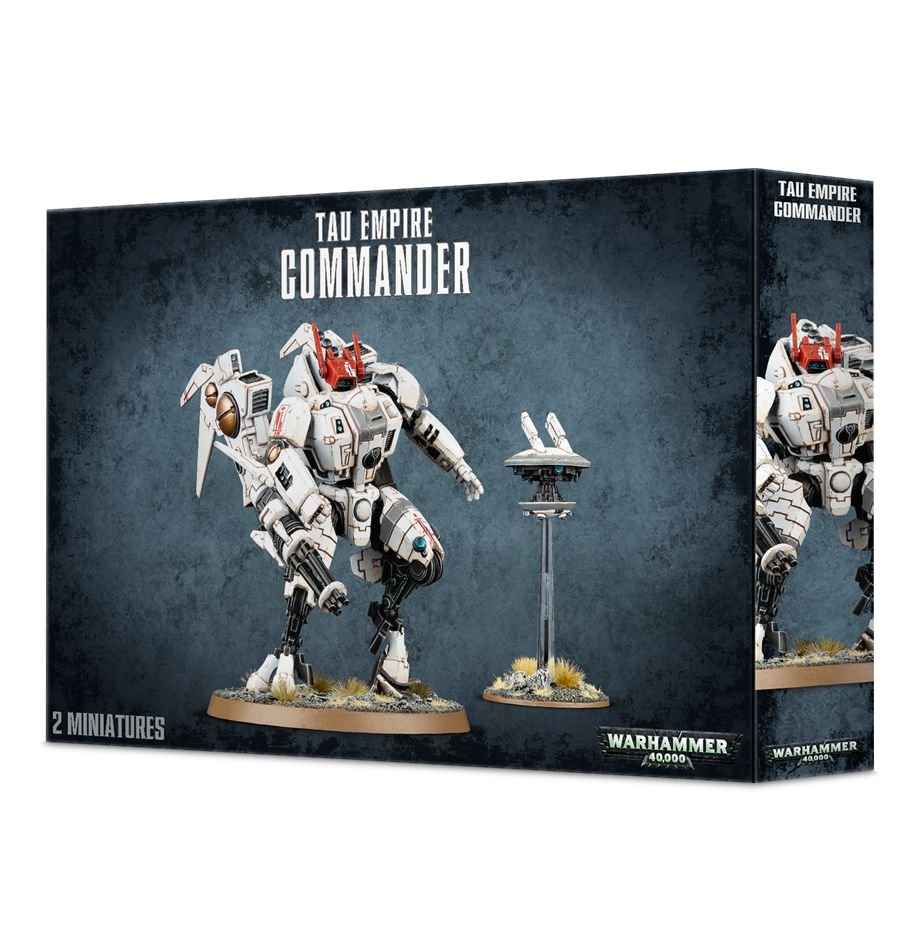 TAU EMPIRE
COMMANDER
2 MINIATURES
WARHAMMER
40,000
TAU EMPIRE
COMMANDER
WARHAMMER
40,000